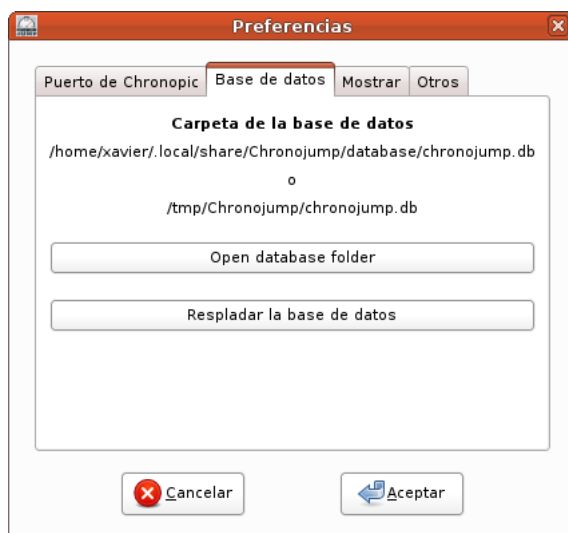 Preferencias
Puerto de Chronopic Base de datos Mostrar Otros
Carpeta de la base de datos
/home/xavier/.local/share/Chronojump/database/chronojump.db
o
/tmp/Chronojump/chronojump.db
Open database folder
Respladar la base de datos
Cancelar Aceptar